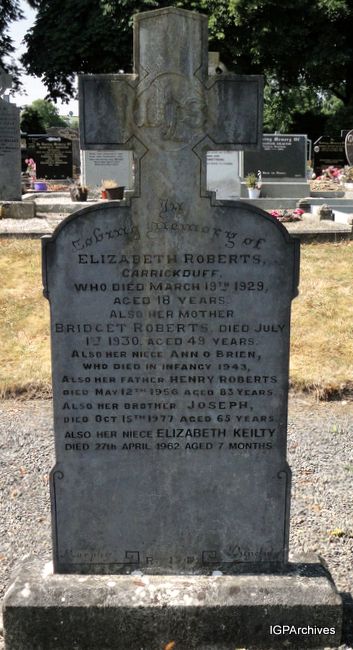 IHS
In
Loving Memory of
ELIZABETH ROBERTS,
CARRICKDUFF.
WHO DIED MARCH 19TH 1929,
AGED 18 YEARS.
ALSO HER MOTHER
BRIDGET ROBERTS, DIED JULY
1ST 1930, AGED 49 YEARS.
ALSO HER NIECE ANN O BRIEN,
WHO DIED IN INFANCY 1943,
ALSO HER FATHER HENRY ROBERTS
DIED MAY 12TH 1956 AGED 83 YEARS.
ALSO HER BROTHER JOSEPH,
DIED OCT 15TH 1977 AGED 65 YEARS.
ALSO HER NIECE ELIZABETH KEILTY
DIED 27TH APRIL 1962 AGED 7 MONTHS
R.I.P.
IGPArchives